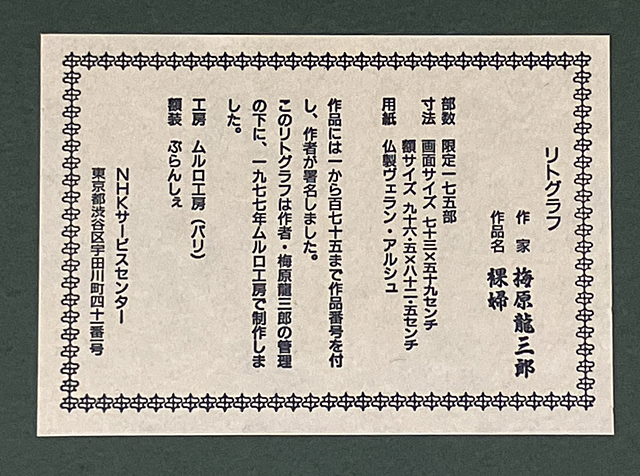 リトグラフ
作家 梅原龍三郎
作品名 裸婦
部数 限定一七五部
寸法 画面サイズ 七十三×五十九センチ
額サイズ 九十六・五×八十二・五センチ
用紙 仏製ヴェラン・アルシュ
作品には一から百七十五まで作品番号を付
し、作者が署名しました。
このリトグラフは作者・梅原龍三郎の管理
の下に、一九七七年ムルロ工房で制作しま
した。
工房 ムルロ工房(パリ)
額装 ぶらんしぇ
NHKサービスセンター
東京都渋谷区宇田川町四十二番一号